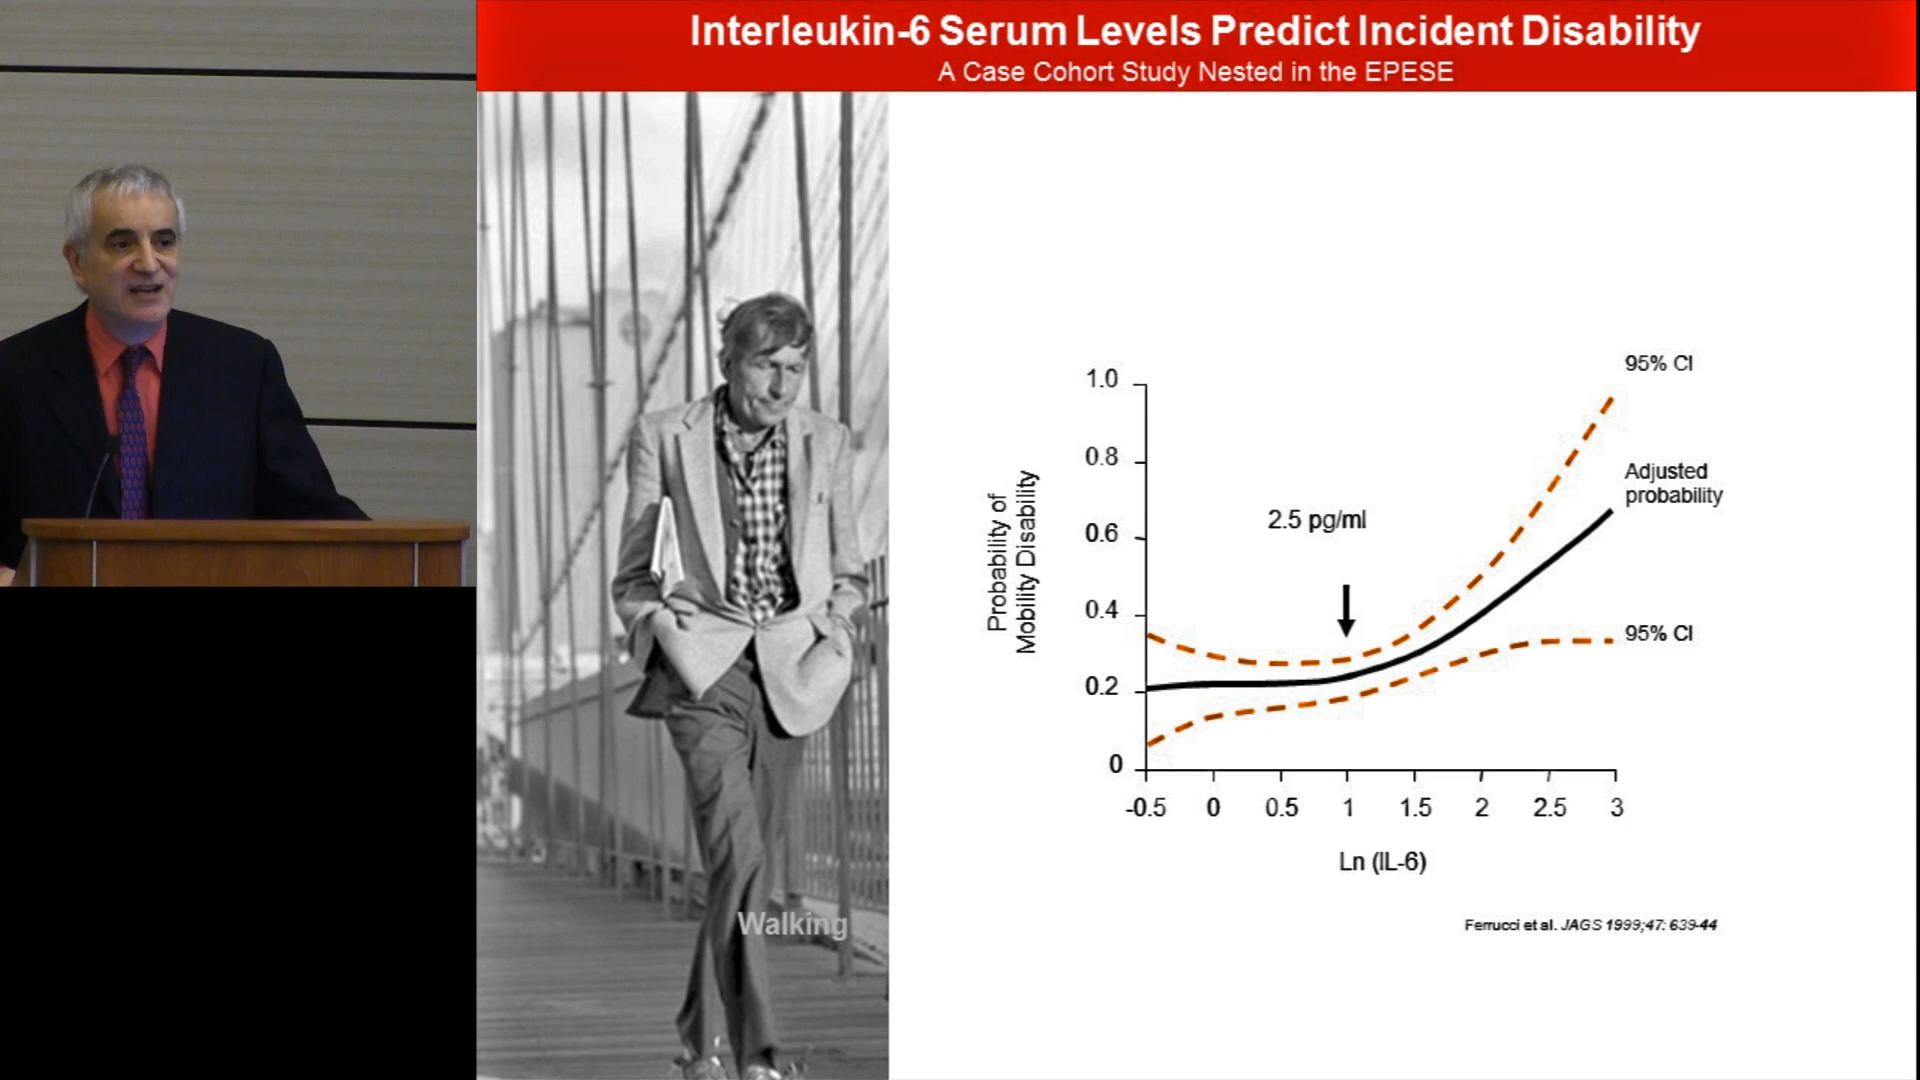 Interleukin-6 Serum Levels Predict Incident Disability
A Case Cohort Study Nested in the EPESE
Walking
Probability of
Mobility Disability
1.0
0.8
0.6
0.4
0.2
0
-0.5 0 0.5 1 1.5 2 2.5 3
Ln (IL-6)
2.5 pg/ml
95% CI
Adjusted
probability
95% CI
Ferrucci et al. JAGS 1999;47: 639-44